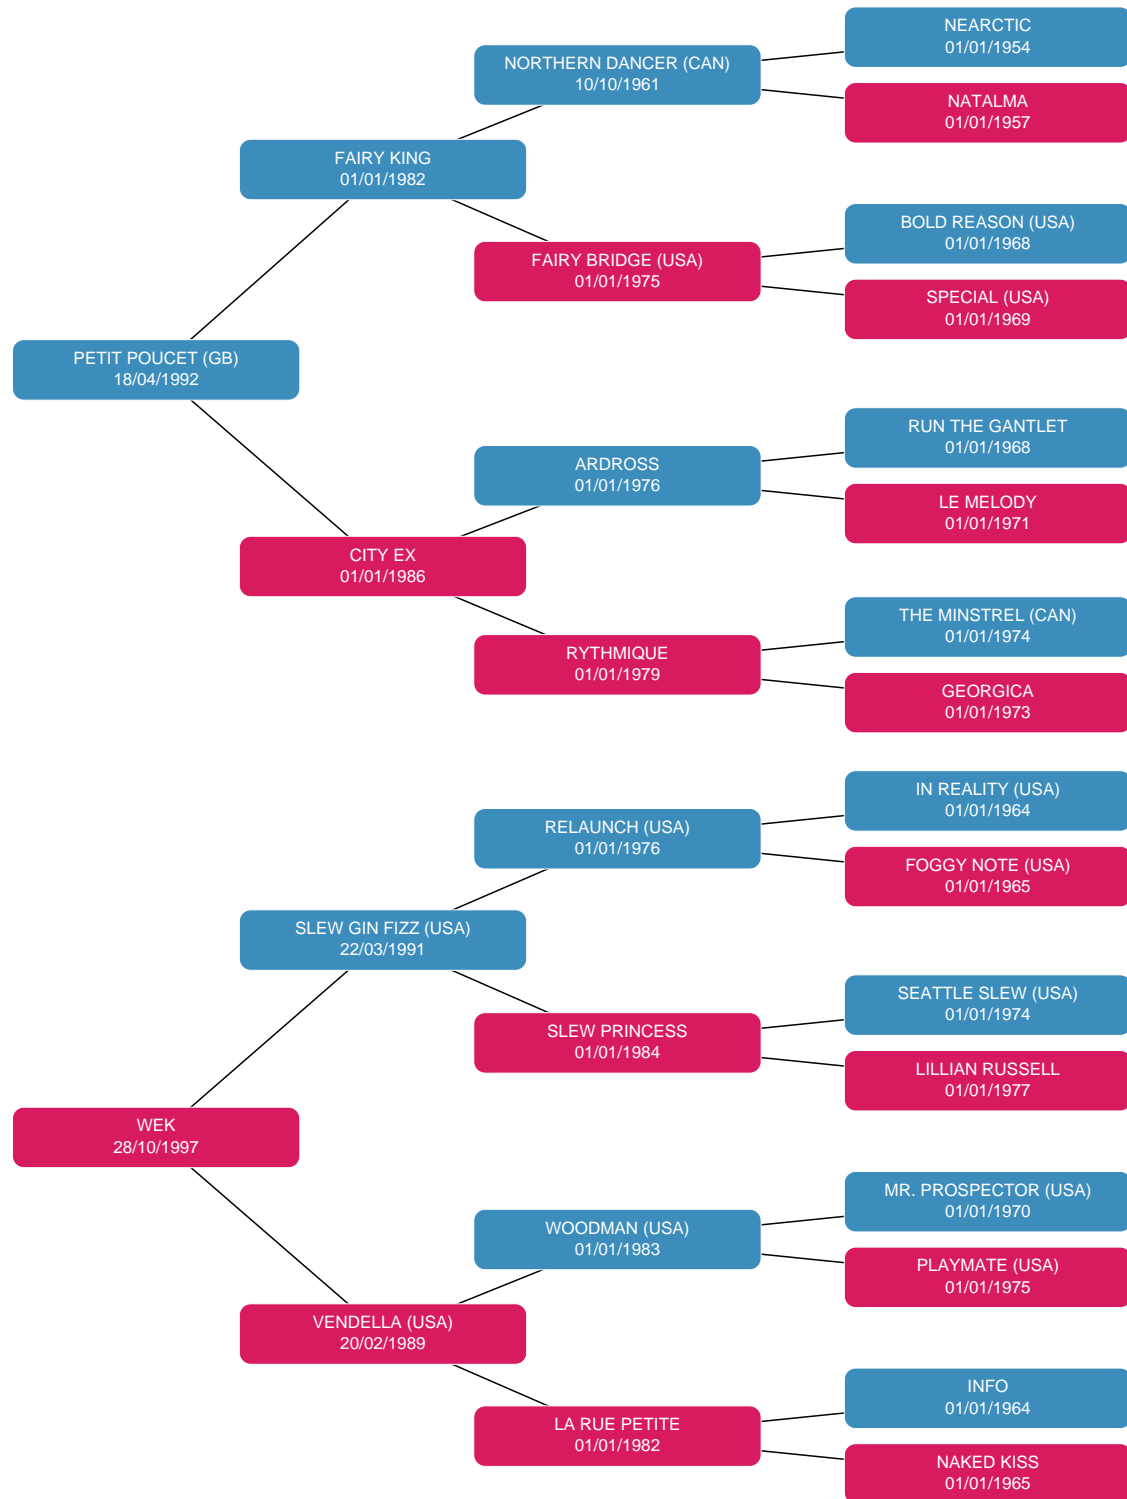 NEARCTIC
01/01/1954
NORTHERN DANCER (CAN)
10/10/1961
NATALMA
01/01/1957
FAIRY KING
01/01/1982
BOLD REASON (USA)
01/01/1968
FAIRY BRIDGE (USA)
01/01/1975
SPECIAL (USA)
01/01/1969
PETIT POUCET (GB)
18/04/1992
RUN THE GANTLET
01/01/1968
ARDROSS
01/01/1976
LE MELODY
01/01/1971
CITY EX
01/01/1986
THE MINSTREL (CAN)
01/01/1974
RYTHMIQUE
01/01/1979
GEORGICA
01/01/1973
IN REALITY (USA)
01/01/1964
RELAUNCH (USA)
01/01/1976
FOGGY NOTE (USA)
01/01/1965
SLEW GIN FIZZ (USA)
22/03/1991
SEATTLE SLEW (USA)
01/01/1974
SLEW PRINCESS
01/01/1984
LILLIAN RUSSELL
01/01/1977
WEK
28/10/1997
MR. PROSPECTOR (USA)
01/01/1970
WOODMAN (USA)
01/01/1983
PLAYMATE (USA)
01/01/1975
VENDELLA (USA)
20/02/1989
INFO
01/01/1964
LA RUE PETITE
01/01/1982
NAKED KISS
01/01/1965